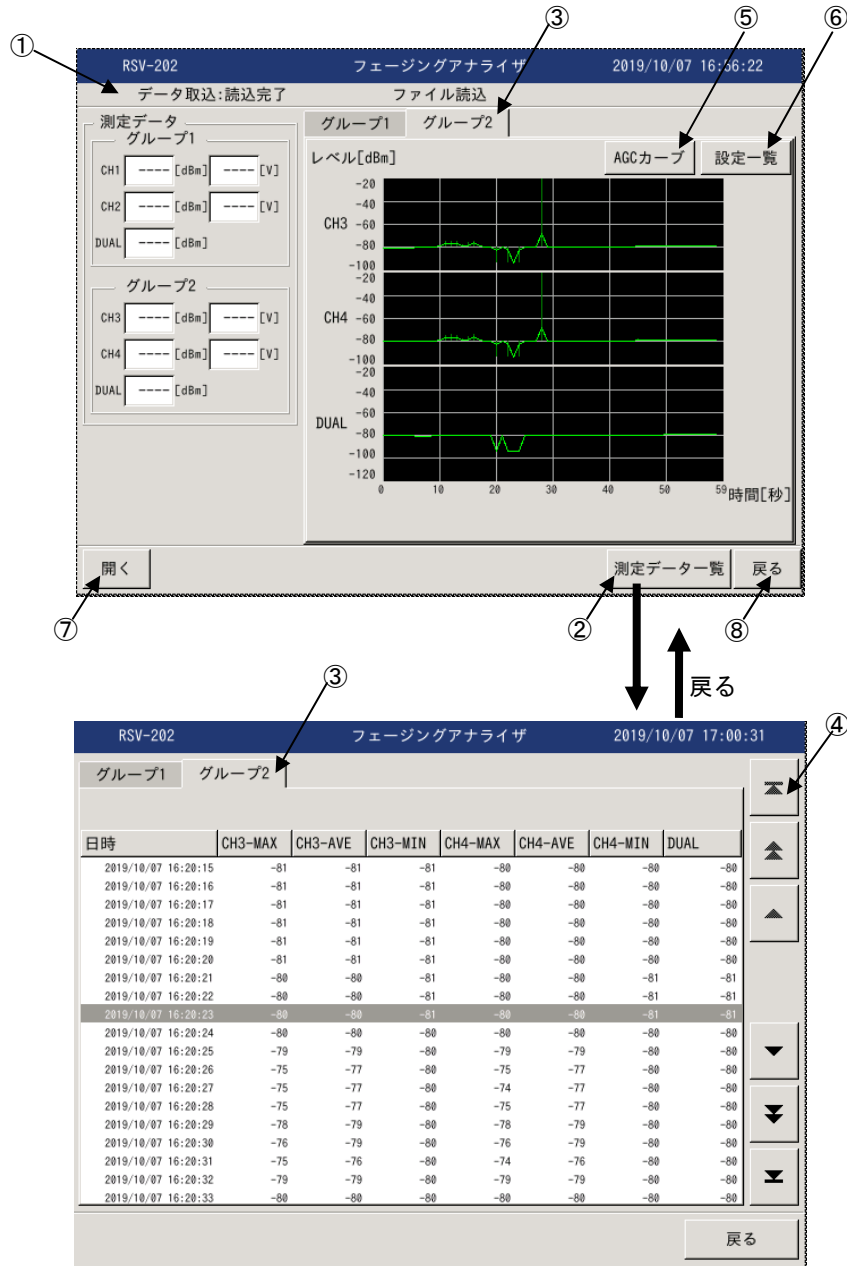 ③ ⑤ ⑥
①
RSV-202 フェージングアナライザ 2019/10/07 16:56:22
データ取込:読込完了 ファイル読込
測定データ
グループ1
CH1 ---- [dBm] ---- [V]
CH2 ---- [dBm] ---- [V]
DUAL ---- [dBm]
グループ2
CH3 ---- [dBm] ---- [V]
CH4 ---- [dBm] ---- [V]
DUAL ---- [dBm]
グループ1 グループ2
レベル[dBm] AGCカーブ 設定一覧
-20
-40
CH3 -60
-80
-100
-20
-40
CH4 -60
-80
-100
-20
-40
-60
DUAL -80
-100
-120
0 10 20 30 40 50 59 時間[秒]
開く 測定データ一覧 戻る
⑦ ② ⑧
戻る
③
④
RSV-202 フェージングアナライザ 2019/10/07 17:00:31
グループ1 グループ2
日時 CH3-MAX CH3-AVE CH3-MIN CH4-MAX CH4-AVE CH4-MIN DUAL
2019/10/07 16:20:15 -81 -81 -81 -80 -80 -80 -80
2019/10/07 16:20:16 -81 -81 -81 -80 -80 -80 -80
2019/10/07 16:20:17 -81 -81 -81 -80 -80 -80 -80
2019/10/07 16:20:18 -81 -81 -81 -80 -80 -80 -80
2019/10/07 16:20:19 -81 -81 -81 -80 -80 -80 -80
2019/10/07 16:20:20 -81 -81 -81 -80 -80 -80 -80
2019/10/07 16:20:21 -80 -80 -81 -80 -80 -81 -81
2019/10/07 16:20:22 -80 -80 -81 -80 -80 -81 -81
2019/10/07 16:20:23 -80 -80 -81 -80 -80 -81 -81
2019/10/07 16:20:24 -80 -80 -80 -80 -80 -80 -80
2019/10/07 16:20:25 -79 -79 -80 -79 -79 -80 -80
2019/10/07 16:20:26 -75 -77 -80 -75 -77 -80 -80
2019/10/07 16:20:27 -75 -77 -80 -74 -77 -80 -80
2019/10/07 16:20:28 -75 -77 -80 -75 -77 -80 -80
2019/10/07 16:20:29 -78 -79 -80 -78 -79 -80 -80
2019/10/07 16:20:30 -76 -79 -80 -76 -79 -80 -80
2019/10/07 16:20:31 -75 -76 -80 -74 -76 -80 -80
2019/10/07 16:20:32 -79 -79 -80 -79 -79 -80 -80
2019/10/07 16:20:33 -80 -80 -80 -80 -80 -80 -80
戻る